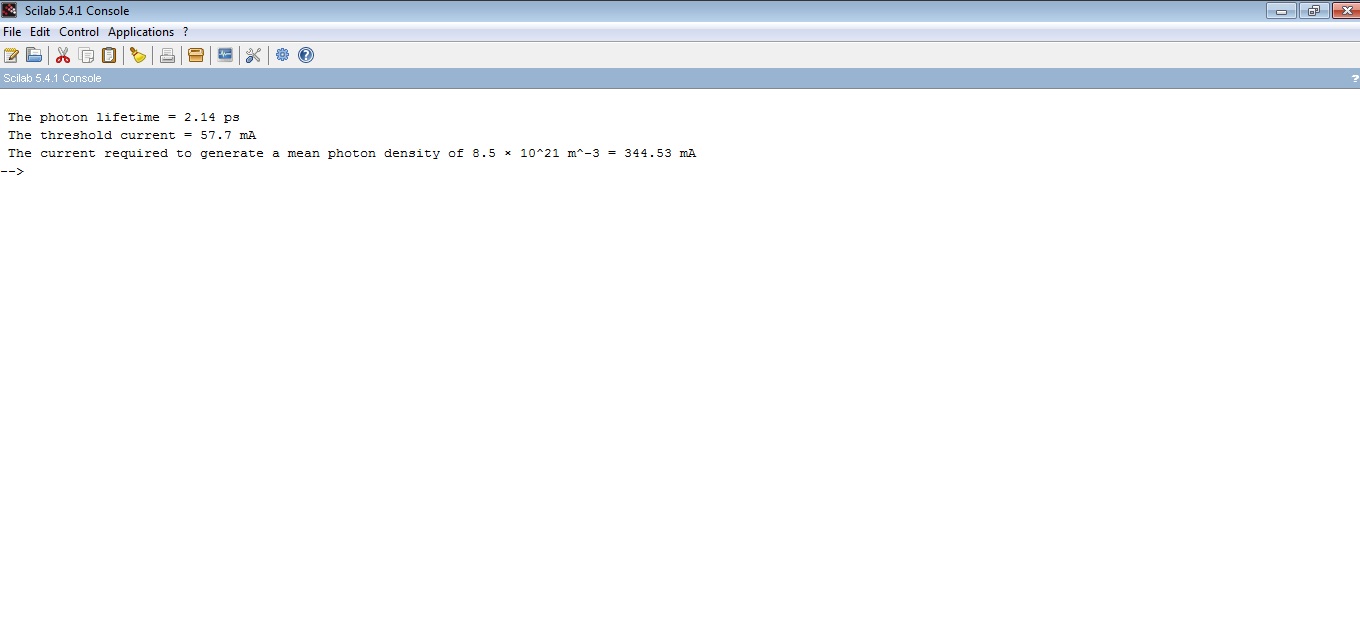 Scilab 5.4.1 Console
File Edit Control Applications ?
Scilab 5.4.1 Console ?
The photon lifetime = 2.14 ps
The threshold current = 57.7 mA
The current required to generate a mean photon density of 8.5 × 10^21 m^-3 = 344.53 mA
-->